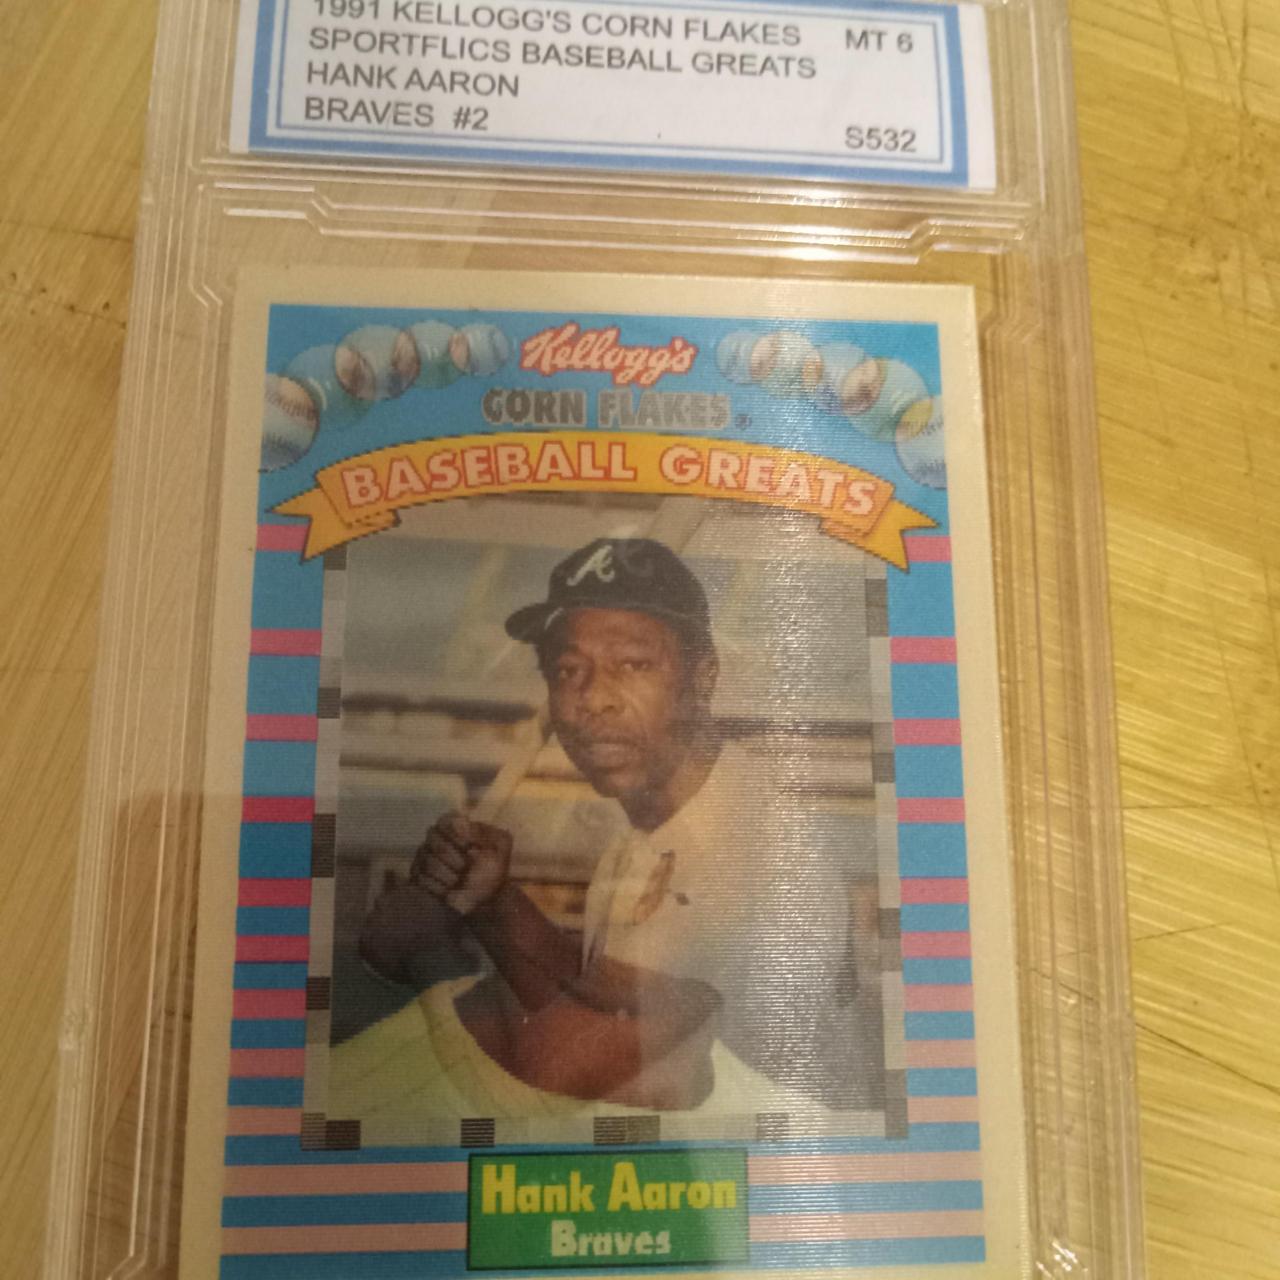 1991 KELLOGG'S CORN FLAKES MT 6
SPORTFLICS BASEBALL GREATS
HANK AARON
BRAVES #2
S532
Kellogg's
CORN FLAKES®
BASEBALL GREATS
A
Hank Aaron
Braves